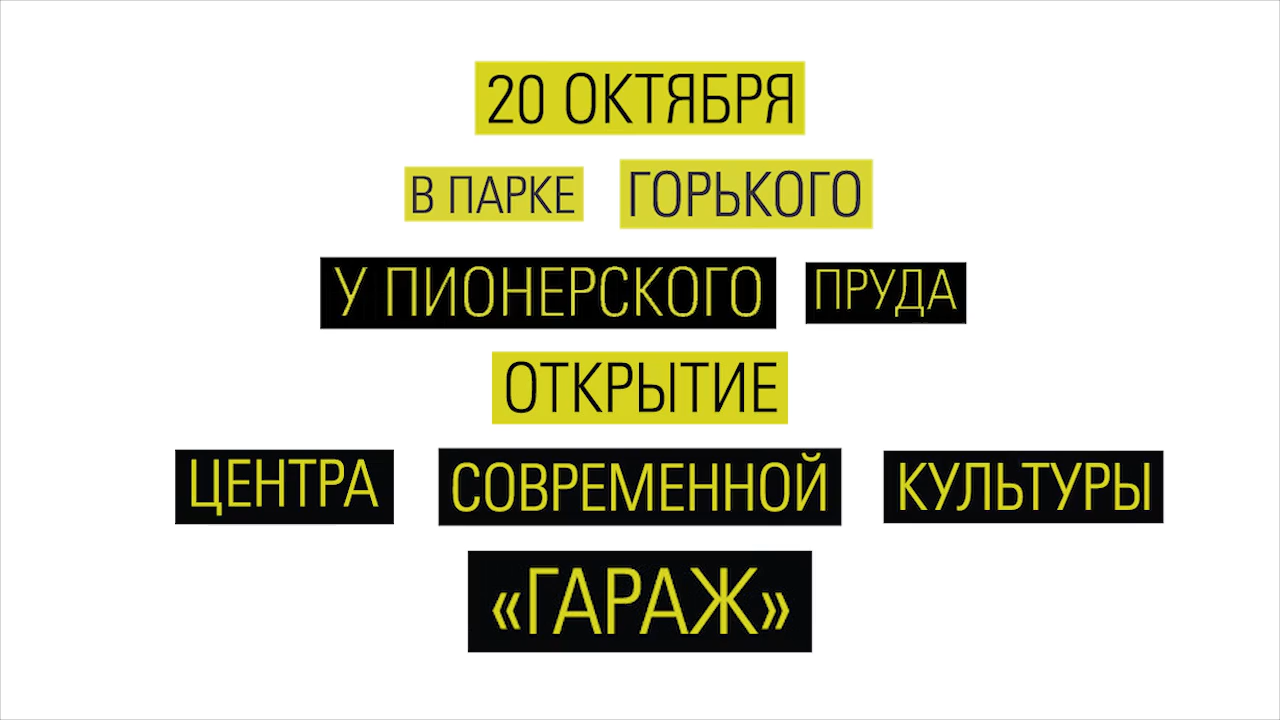 20 ОКТЯБРЯ
В ПАРКЕ ГОРЬКОГО
У ПИОНЕРСКОГО ПРУДА
ОТКРЫТИЕ
ЦЕНТРА СОВРЕМЕННОЙ КУЛЬТУРЫ
«ГАРАЖ»